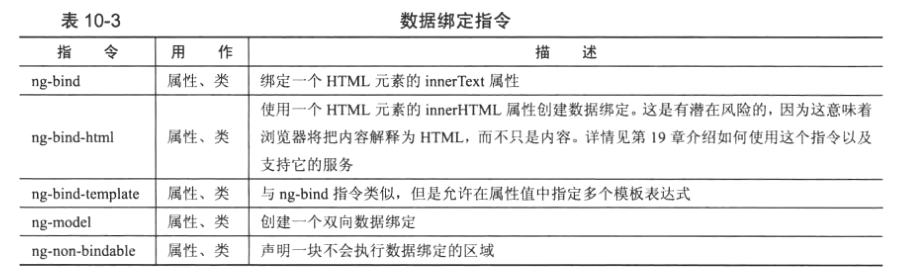 表 10-3 数据绑定指令
指 令 用 作 描 述
ng-bind 属性、类 绑定一个 HTML 元素的 innerText 属性
使用一个 HTML 元素的 innerHTML 属性创建数据绑定。这是有潜在风险的，因为这意味着
ng-bind-html 属性、类 浏览器将把内容解释为 HTML，而不只是内容。详情见第 19 章介绍如何使用这个指令以及
支持它的服务
ng-bind-template 属性、类 与 ng-bind 指令类似，但是允许在属性值中指定多个模板表达式
ng-model 属性、类 创建一个双向数据绑定
ng-non-bindable 属性、类 声明一块不会执行数据绑定的区域